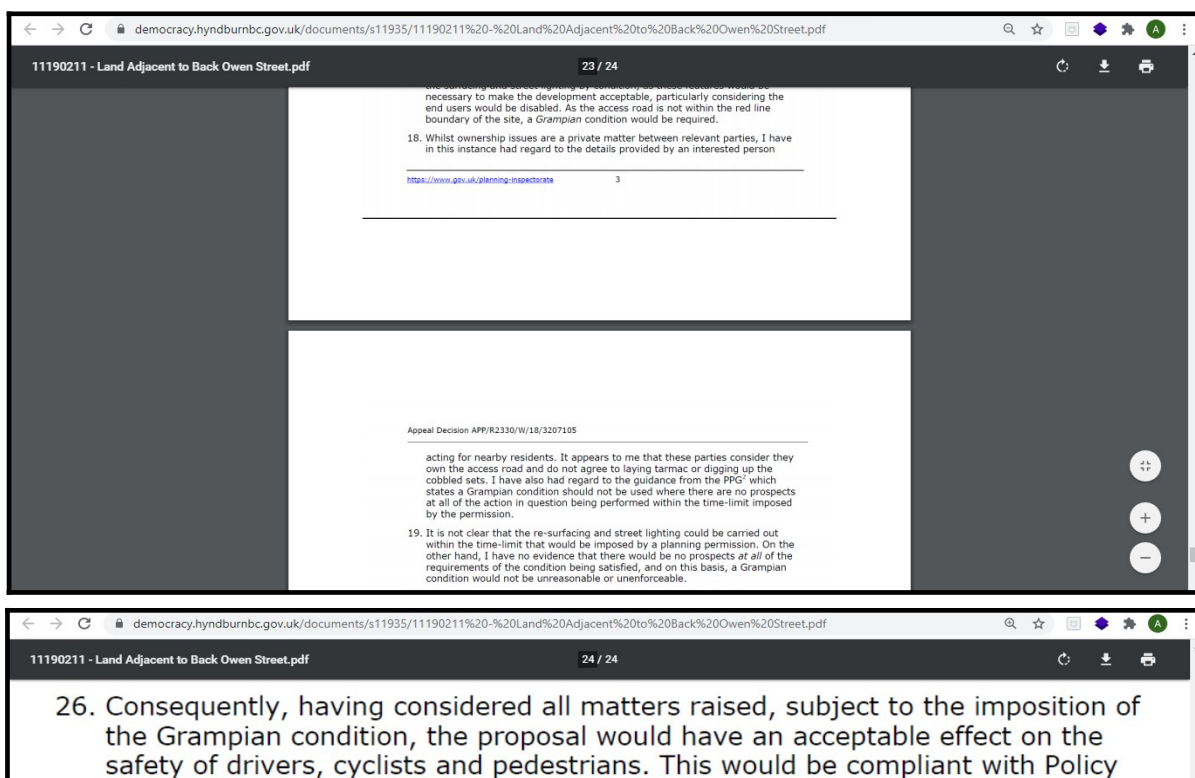 democracy.hyndburnbc.gov.uk/documents/s11935/11190211%20-%20Land%20Adjacent%20to%20Back%20Owen%20Street.pdf
A
11190211 - Land Adjacent to Back Owen Street.pdf
23 / 24
the surfacing and street lighting by condition, as these features would be
necessary to make the development acceptable, particularly considering the
end users would be disabled. As the access road is not within the red line
boundary of the site, a Grampian condition would be required.
18. Whilst ownership issues are a private matter between relevant parties, I have
in this instance had regard to the details provided by an interested person
https://www.gov.uk/planning-inspectorate 3
Appeal Decision APP/R2330/W/18/3207105
acting for nearby residents. It appears to me that these parties consider they
own the access road and do not agree to laying tarmac or digging up the
cobbled sets. I have also had regard to the guidance from the PPG² which
states a Grampian condition should not be used where there are no prospects
at all of the action in question being performed within the time-limit imposed
by the permission.
19. It is not clear that the re-surfacing and street lighting could be carried out
within the time-limit that would be imposed by a planning permission. On the
other hand, I have no evidence that there would be no prospects at all of the
requirements of the condition being satisfied, and on this basis, a Grampian
condition would not be unreasonable or unenforceable.
democracy.hyndburnbc.gov.uk/documents/s11935/11190211%20-%20Land%20Adjacent%20to%20Back%20Owen%20Street.pdf
A
11190211 - Land Adjacent to Back Owen Street.pdf
24 / 24
26. Consequently, having considered all matters raised, subject to the imposition of
the Grampian condition, the proposal would have an acceptable effect on the
safety of drivers, cyclists and pedestrians. This would be compliant with Policy